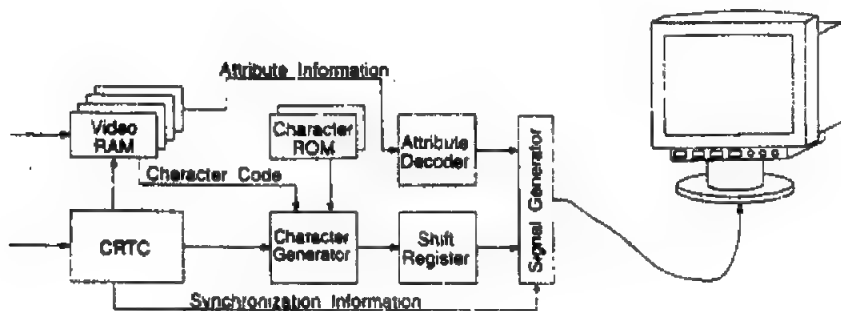 Attribute Information
Video
RAM
Character
ROM
Attribute
Decoder
Signal Generator
Character Code
CRTC
Character
Generator
Shift
Register
Synchronization Information